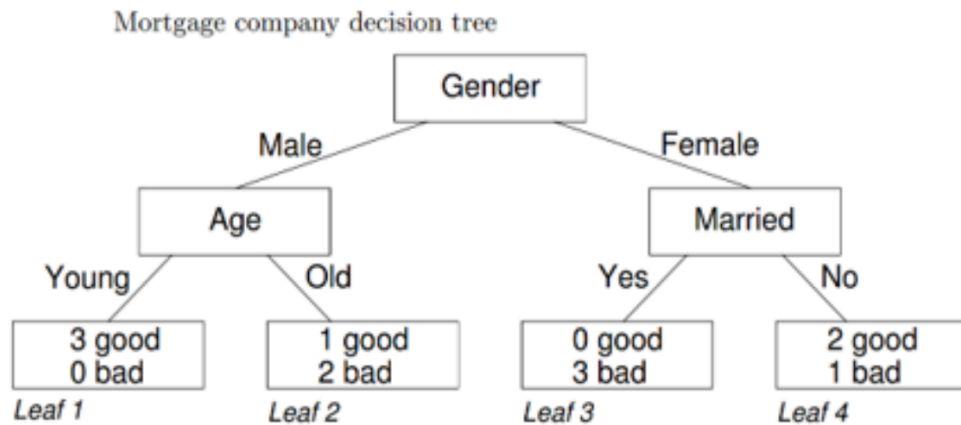 Mortgage company decision tree
Gender
Male
Female
Age
Married
Young
Old
Yes
No
3 good
0 bad
1 good
2 bad
0 good
3 bad
2 good
1 bad
Leaf 1
Leaf 2
Leaf 3
Leaf 4